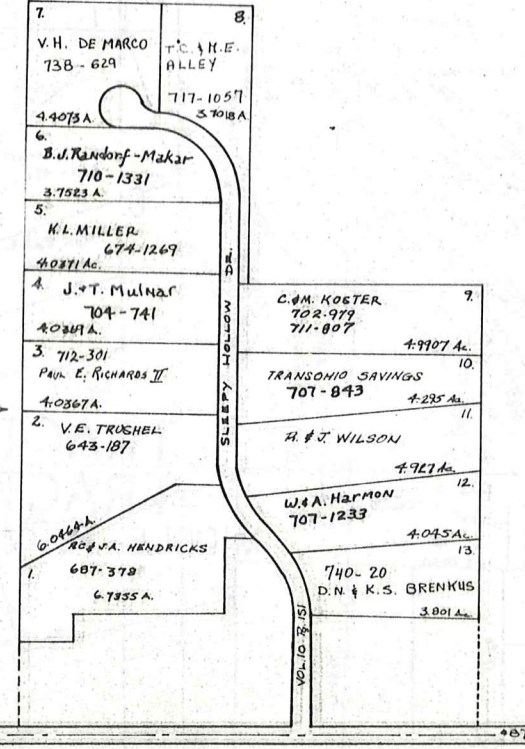 7.
V.H. DE MARCO
738-629
4.4073 A.
8.
T.C. & H.E.
ALLEY
717-1057
3.7018 A
6.
B.J. Randorf-Makar
710-1331
3.7523 A.
5.
K.L. MILLER
674-1269
4.0371 Ac.
4.
J. & T. Mulnar
704-741
4.0369 A.
3. 712-301
PAUL E. RICHARDS II
4.0367 A.
2. V.E. TRUSHEL
643-187
6.0464 A.
1.
R.C. & J.A. HENDRICKS
687-378
6.7355 A.
SLEEPY HOLLOW DR.
VOL. 10 P. 151
9.
C. & M. KOSTER
702-979
711-807
4.9907 Ac.
10.
TRANSOHIO SAVINGS
707-843
4.295 Ac.
11.
R. & J. WILSON
4.927 Ac.
12.
W. & A. Harmon
707-1233
4.045 Ac.
13.
740-20
D.N. & K.S. BRENKUS
3.801 Ac.